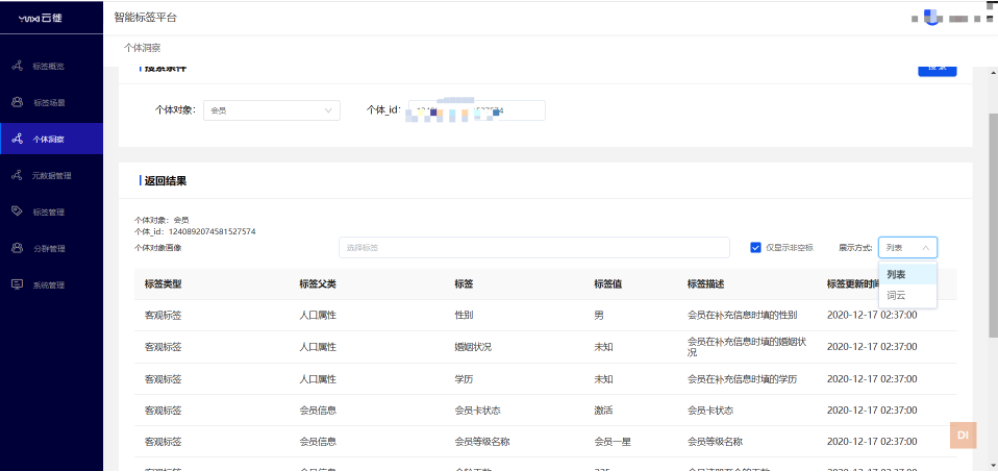 云徙
智能标签平台
个体洞察
标签概览
标签场景
个体洞察
元数据管理
标签管理
分群管理
系统管理
搜索条件
搜索
个体对象： 会员
个体_id：
返回结果
个体对象：会员
个体_id：1240892074581527574
个体对象画像 选择标签 仅显示非空标 展示方式: 列表
列表
词云
标签类型 标签父类 标签 标签值 标签描述 标签更新时间
客观标签 人口属性 性别 男 会员在补充信息时填的性别 2020-12-17 02:37:00
客观标签 人口属性 婚姻状况 未知 会员在补充信息时填的婚姻状况 2020-12-17 02:37:00
客观标签 人口属性 学历 未知 会员在补充信息时填的学历 2020-12-17 02:37:00
客观标签 会员信息 会员卡状态 激活 会员卡状态 2020-12-17 02:37:00
客观标签 会员信息 会员等级名称 会员一星 会员等级名称 2020-12-17 02:37:00
DI